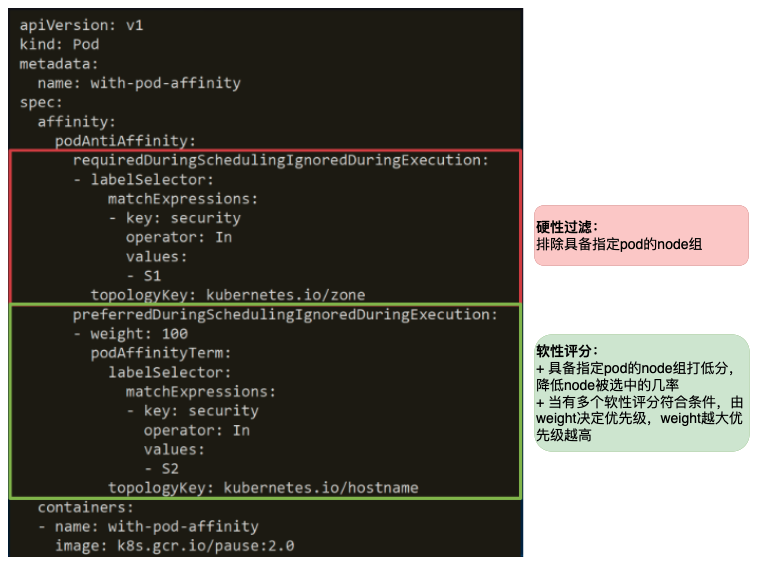 apiVersion: v1
kind: Pod
metadata:
  name: with-pod-affinity
spec:
  affinity:
    podAntiAffinity:
      requiredDuringSchedulingIgnoredDuringExecution:
      - labelSelector:
          matchExpressions:
          - key: security
            operator: In
            values:
            - S1
        topologyKey: kubernetes.io/zone
      preferredDuringSchedulingIgnoredDuringExecution:
      - weight: 100
        podAffinityTerm:
          labelSelector:
            matchExpressions:
            - key: security
              operator: In
              values:
              - S2
          topologyKey: kubernetes.io/hostname
  containers:
  - name: with-pod-affinity
    image: k8s.gcr.io/pause:2.0
硬性过滤：
排除具备指定pod的node组
软性评分：
+ 具备指定pod的node组打低分，
降低node被选中的几率
+ 当有多个软性评分符合条件，由
weight决定优先级，weight越大优
先级越高